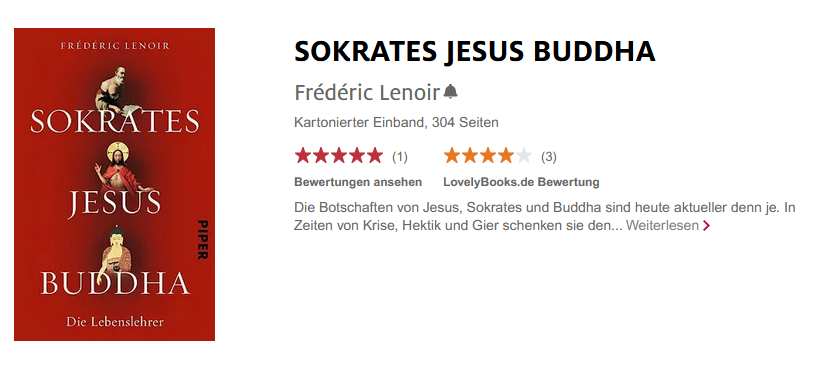 FRÉDÉRIC LENOIR
SOKRATES
JESUS
PIPER
BUDDHA
Die Lebenslehrer
SOKRATES JESUS BUDDHA
Frédéric Lenoir
Kartonierter Einband, 304 Seiten
(1) (3)
Bewertungen ansehen LovelyBooks.de Bewertung
Die Botschaften von Jesus, Sokrates und Buddha sind heute aktueller denn je. In
Zeiten von Krise, Hektik und Gier schenken sie den... Weiterlesen